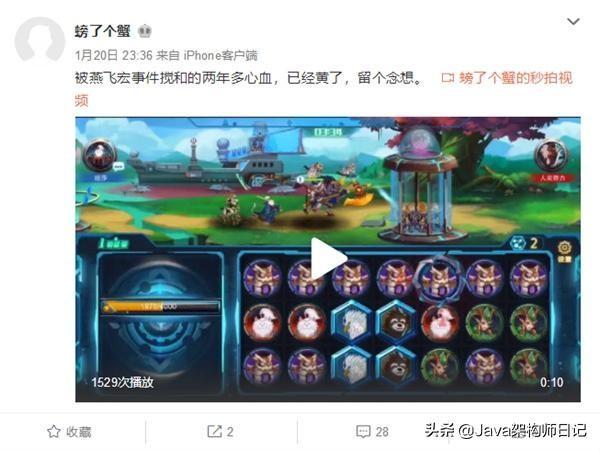 螃了个蟹
1月20日 23:36 来自 iPhone客户端
被燕飞宏事件搅和的两年多心血，已经黄了，留个念想。 螃了个蟹的秒拍视
频
03:34
2
1529次播放
0:10
收藏
2
28
头条 @Java架构师日记